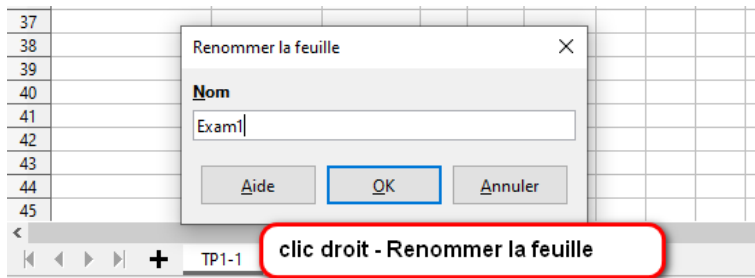 37
38
Renommer la feuille
39
40
Nom
41
Exam1
42
43
44
Aide OK Annuler
45
TP1-1
clic droit - Renommer la feuille